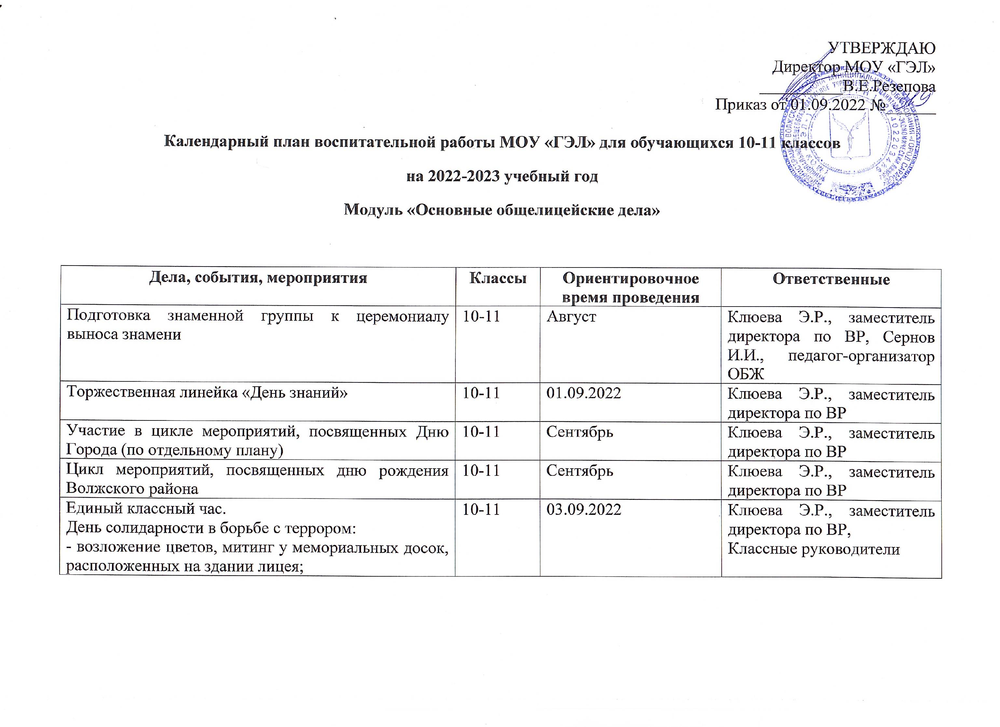 УТВЕРЖДАЮ
Директор МОУ «ГЭЛ»
__________В.Е.Резепова
Приказ от 01.09.2022 № ______
Календарный план воспитательной работы МОУ «ГЭЛ» для обучающихся 10-11 классов
на 2022-2023 учебный год
Модуль «Основные общелицейские дела»
Дела, события, мероприятия
Классы
Ориентировочное
время проведения
Ответственные
Подготовка знаменной группы к церемониалу
выноса знамени
10-11
Август
Клюева Э.Р., заместитель
директора по ВР, Сернов
И.И., педагог-организатор
ОБЖ
Торжественная линейка «День знаний»
10-11
01.09.2022
Клюева Э.Р., заместитель
директора по ВР
Участие в цикле мероприятий, посвященных Дню
Города (по отдельному плану)
10-11
Сентябрь
Клюева Э.Р., заместитель
директора по ВР
Цикл мероприятий, посвященных дню рождения
Волжского района
10-11
Сентябрь
Клюева Э.Р., заместитель
директора по ВР
Единый классный час.
День солидарности в борьбе с террором:
- возложение цветов, митинг у мемориальных досок,
расположенных на здании лицея;
10-11
03.09.2022
Клюева Э.Р., заместитель
директора по ВР,
Классные руководители